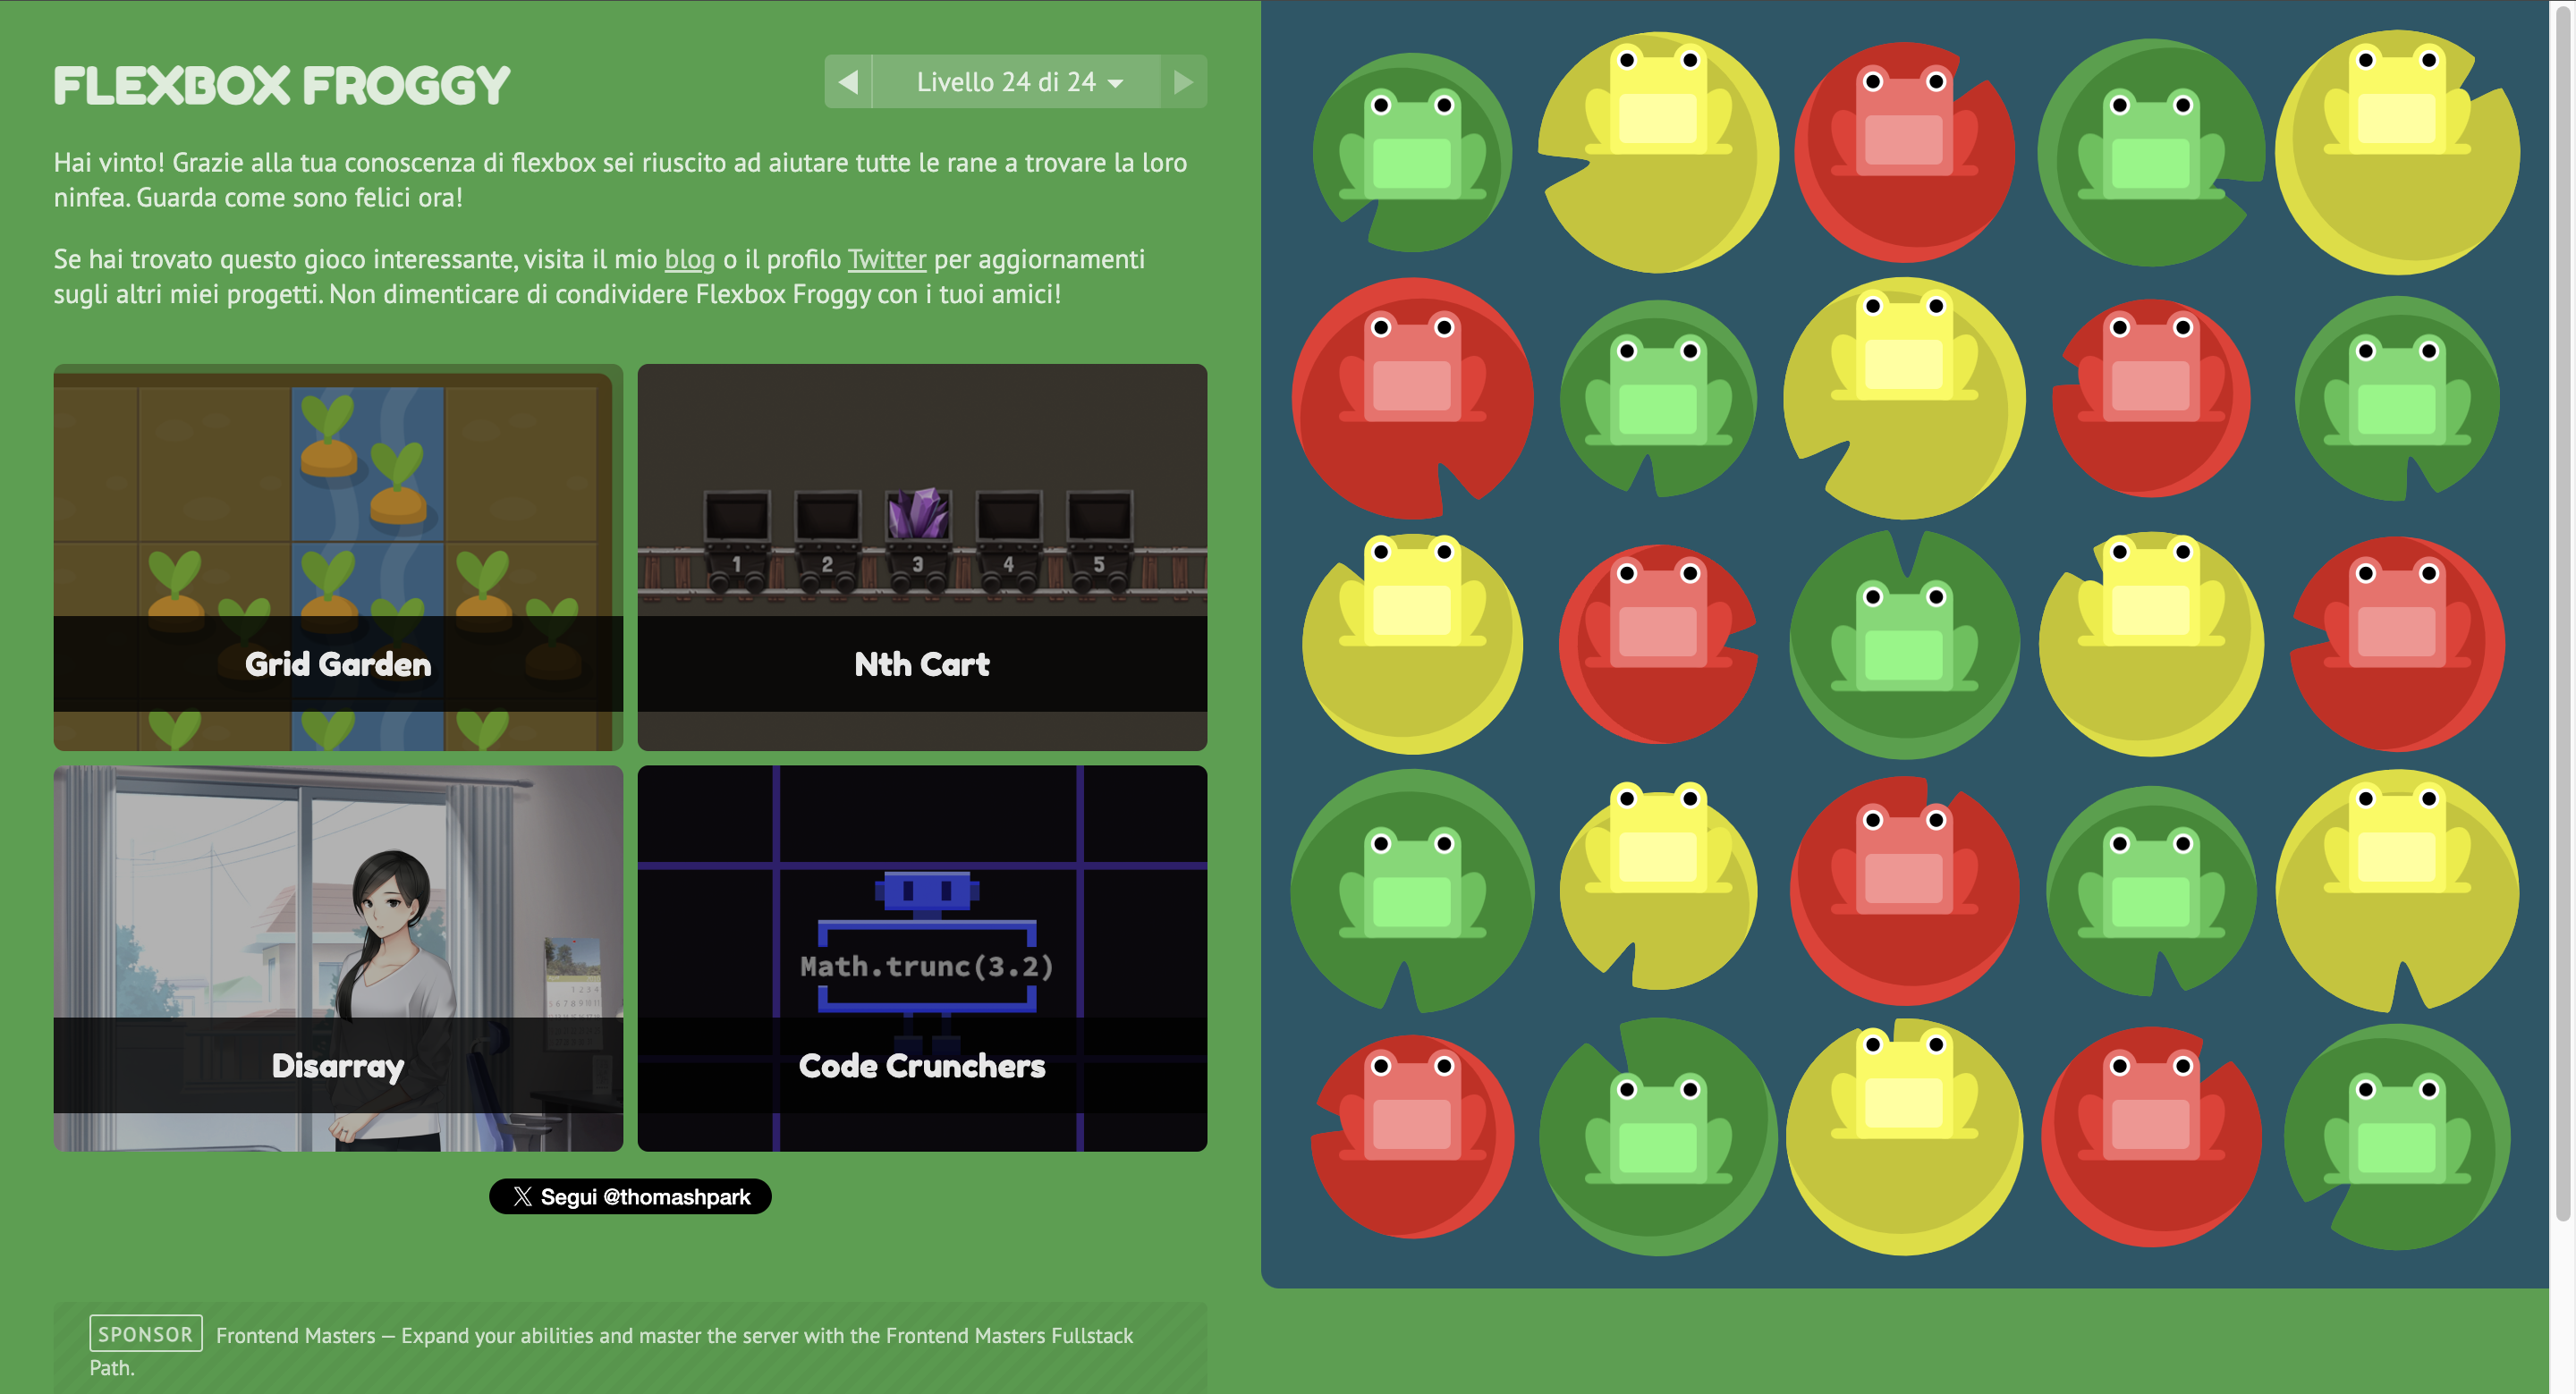 FLEXBOX FROGGY
Livello 24 di 24
Hai vinto! Grazie alla tua conoscenza di flexbox sei riuscito ad aiutare tutte le rane a trovare la loro
ninfea. Guarda come sono felici ora!
Se hai trovato questo gioco interessante, visita il mio blog o il profilo Twitter per aggiornamenti
sugli altri miei progetti. Non dimenticare di condividere Flexbox Froggy con i tuoi amici!
Grid Garden
1 2 3 4 5
Nth Cart
Disarray
Math.trunc(3.2)
Code Crunchers
X Segui @thomashpark
SPONSOR Frontend Masters — Expand your abilities and master the server with the Frontend Masters Fullstack
Path.